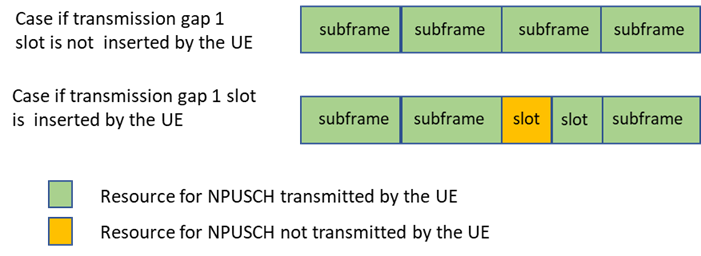 Case if transmission gap 1
slot is not inserted by the UE
subframe subframe subframe subframe
Case if transmission gap 1 slot
is inserted by the UE
subframe subframe slot slot subframe
Resource for NPUSCH transmitted by the UE
Resource for NPUSCH not transmitted by the UE